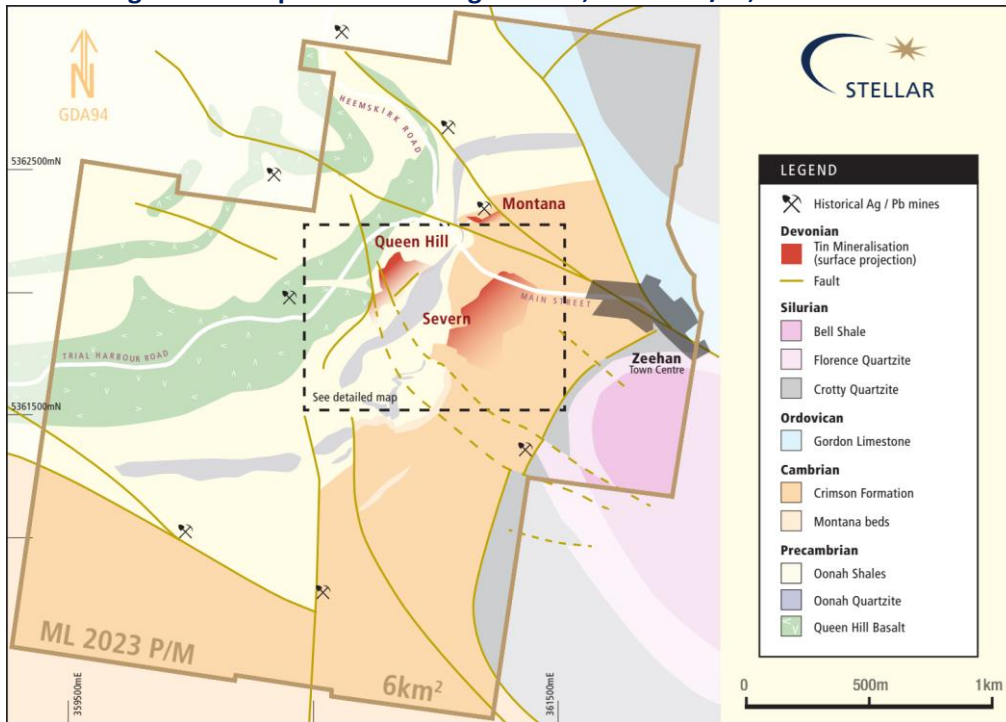 N
GDA94
STELLAR
HEEMSKIRK ROAD
5362500mN
Montana
Queen Hill
MAIN STREET
Severn
TRIAL HARBOUR ROAD
Zeehan
Town Centre
See detailed map
5361500mN
ML 2023 P/M
6km²
359500mE
361500mE
LEGEND
Historical Ag / Pb mines
Devonian
Tin Mineralisation
(surface projection)
Fault
Silurian
Bell Shale
Florence Quartzite
Crotty Quartzite
Ordovican
Gordon Limestone
Cambrian
Crimson Formation
Montana beds
Precambrian
Oonah Shales
Oonah Quartzite
Queen Hill Basalt
0 500m 1km